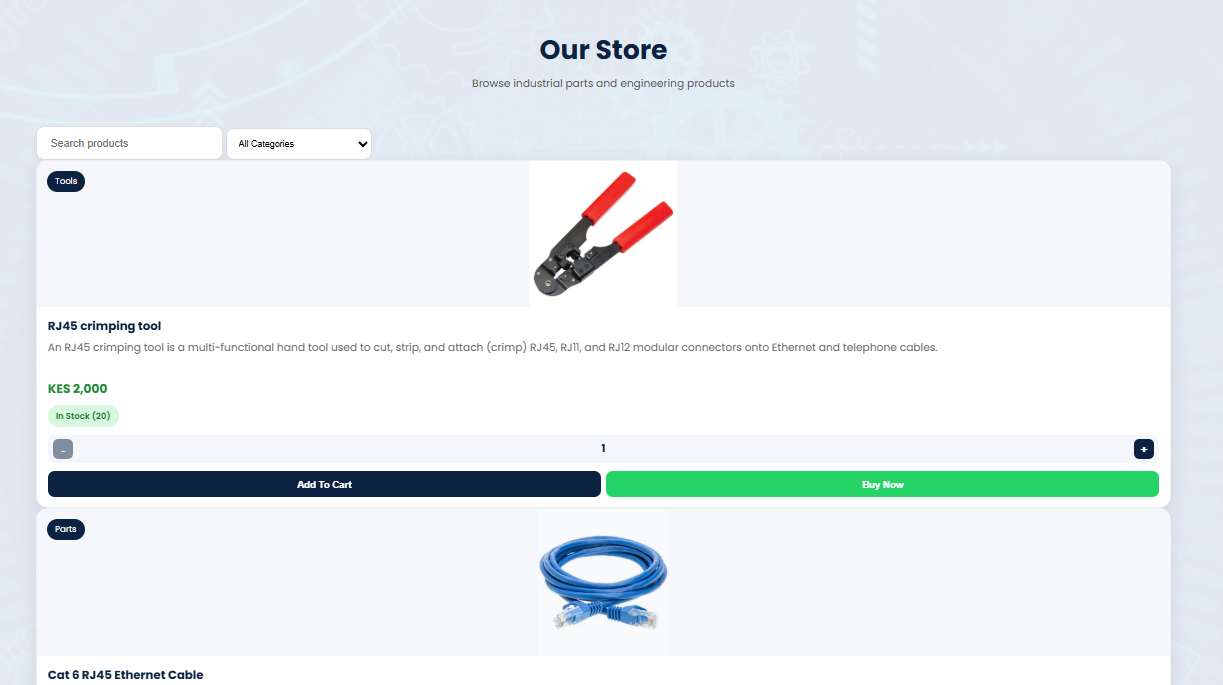 Our Store
Browse industrial parts and engineering products
Search products
All Categories
Tools
RJ45 crimping tool
An RJ45 crimping tool is a multi-functional hand tool used to cut, strip, and attach (crimp) RJ45, RJ11, and RJ12 modular connectors onto Ethernet and telephone cables.
KES 2,000
In Stock (20)
- 1 +
Add To Cart Buy Now
Parts
Cat 6 RJ45 Ethernet Cable